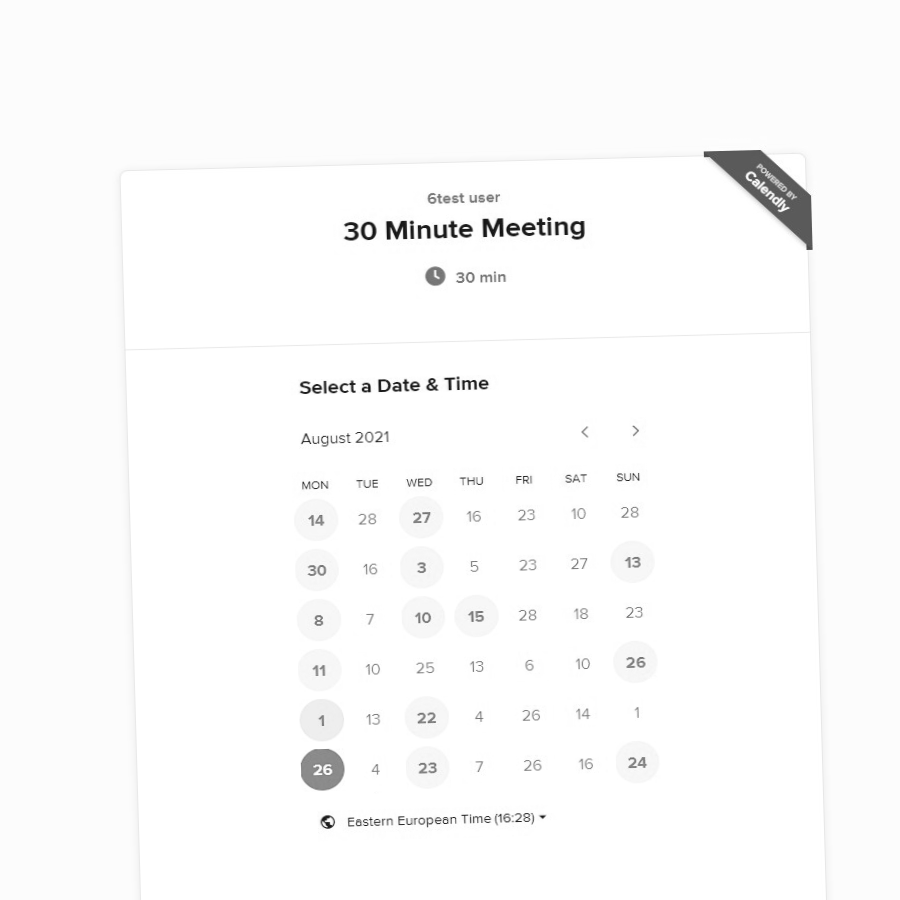 POWERED BY
Calendly
6test user
30 Minute Meeting
30 min
Select a Date & Time
August 2021
MON TUE WED THU FRI SAT SUN
14 28 27 16 23 10 28
30 16 3 5 23 27 13
8 7 10 15 28 18 23
11 10 25 13 6 10 26
1 13 22 4 26 14 1
26 4 23 7 26 16 24
Eastern European Time (16:28)